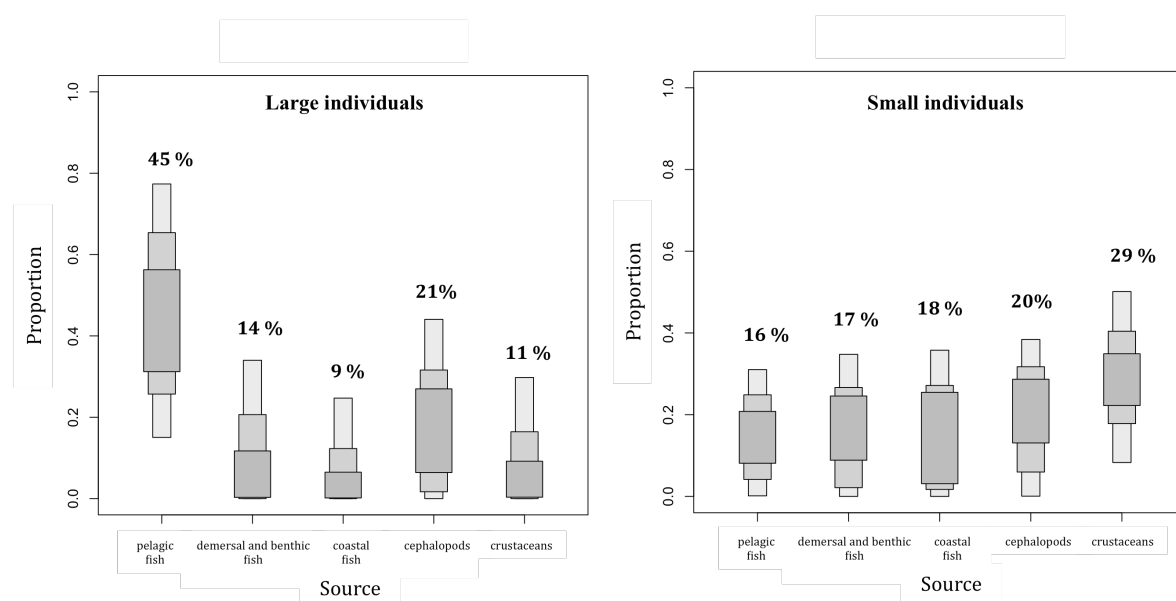 Large individuals
Proportion
1.0
0.8
0.6
0.4
0.2
0.0
45 %
14 %
9 %
21%
11 %
pelagic
fish
demersal and benthic
fish
coastal
fish
cephalopods
crustaceans
Source
Small individuals
Proportion
1.0
0.8
0.6
0.4
0.2
0.0
16 %
17 %
18 %
20%
29 %
pelagic
fish
demersal and benthic
fish
coastal
fish
cephalopods
crustaceans
Source